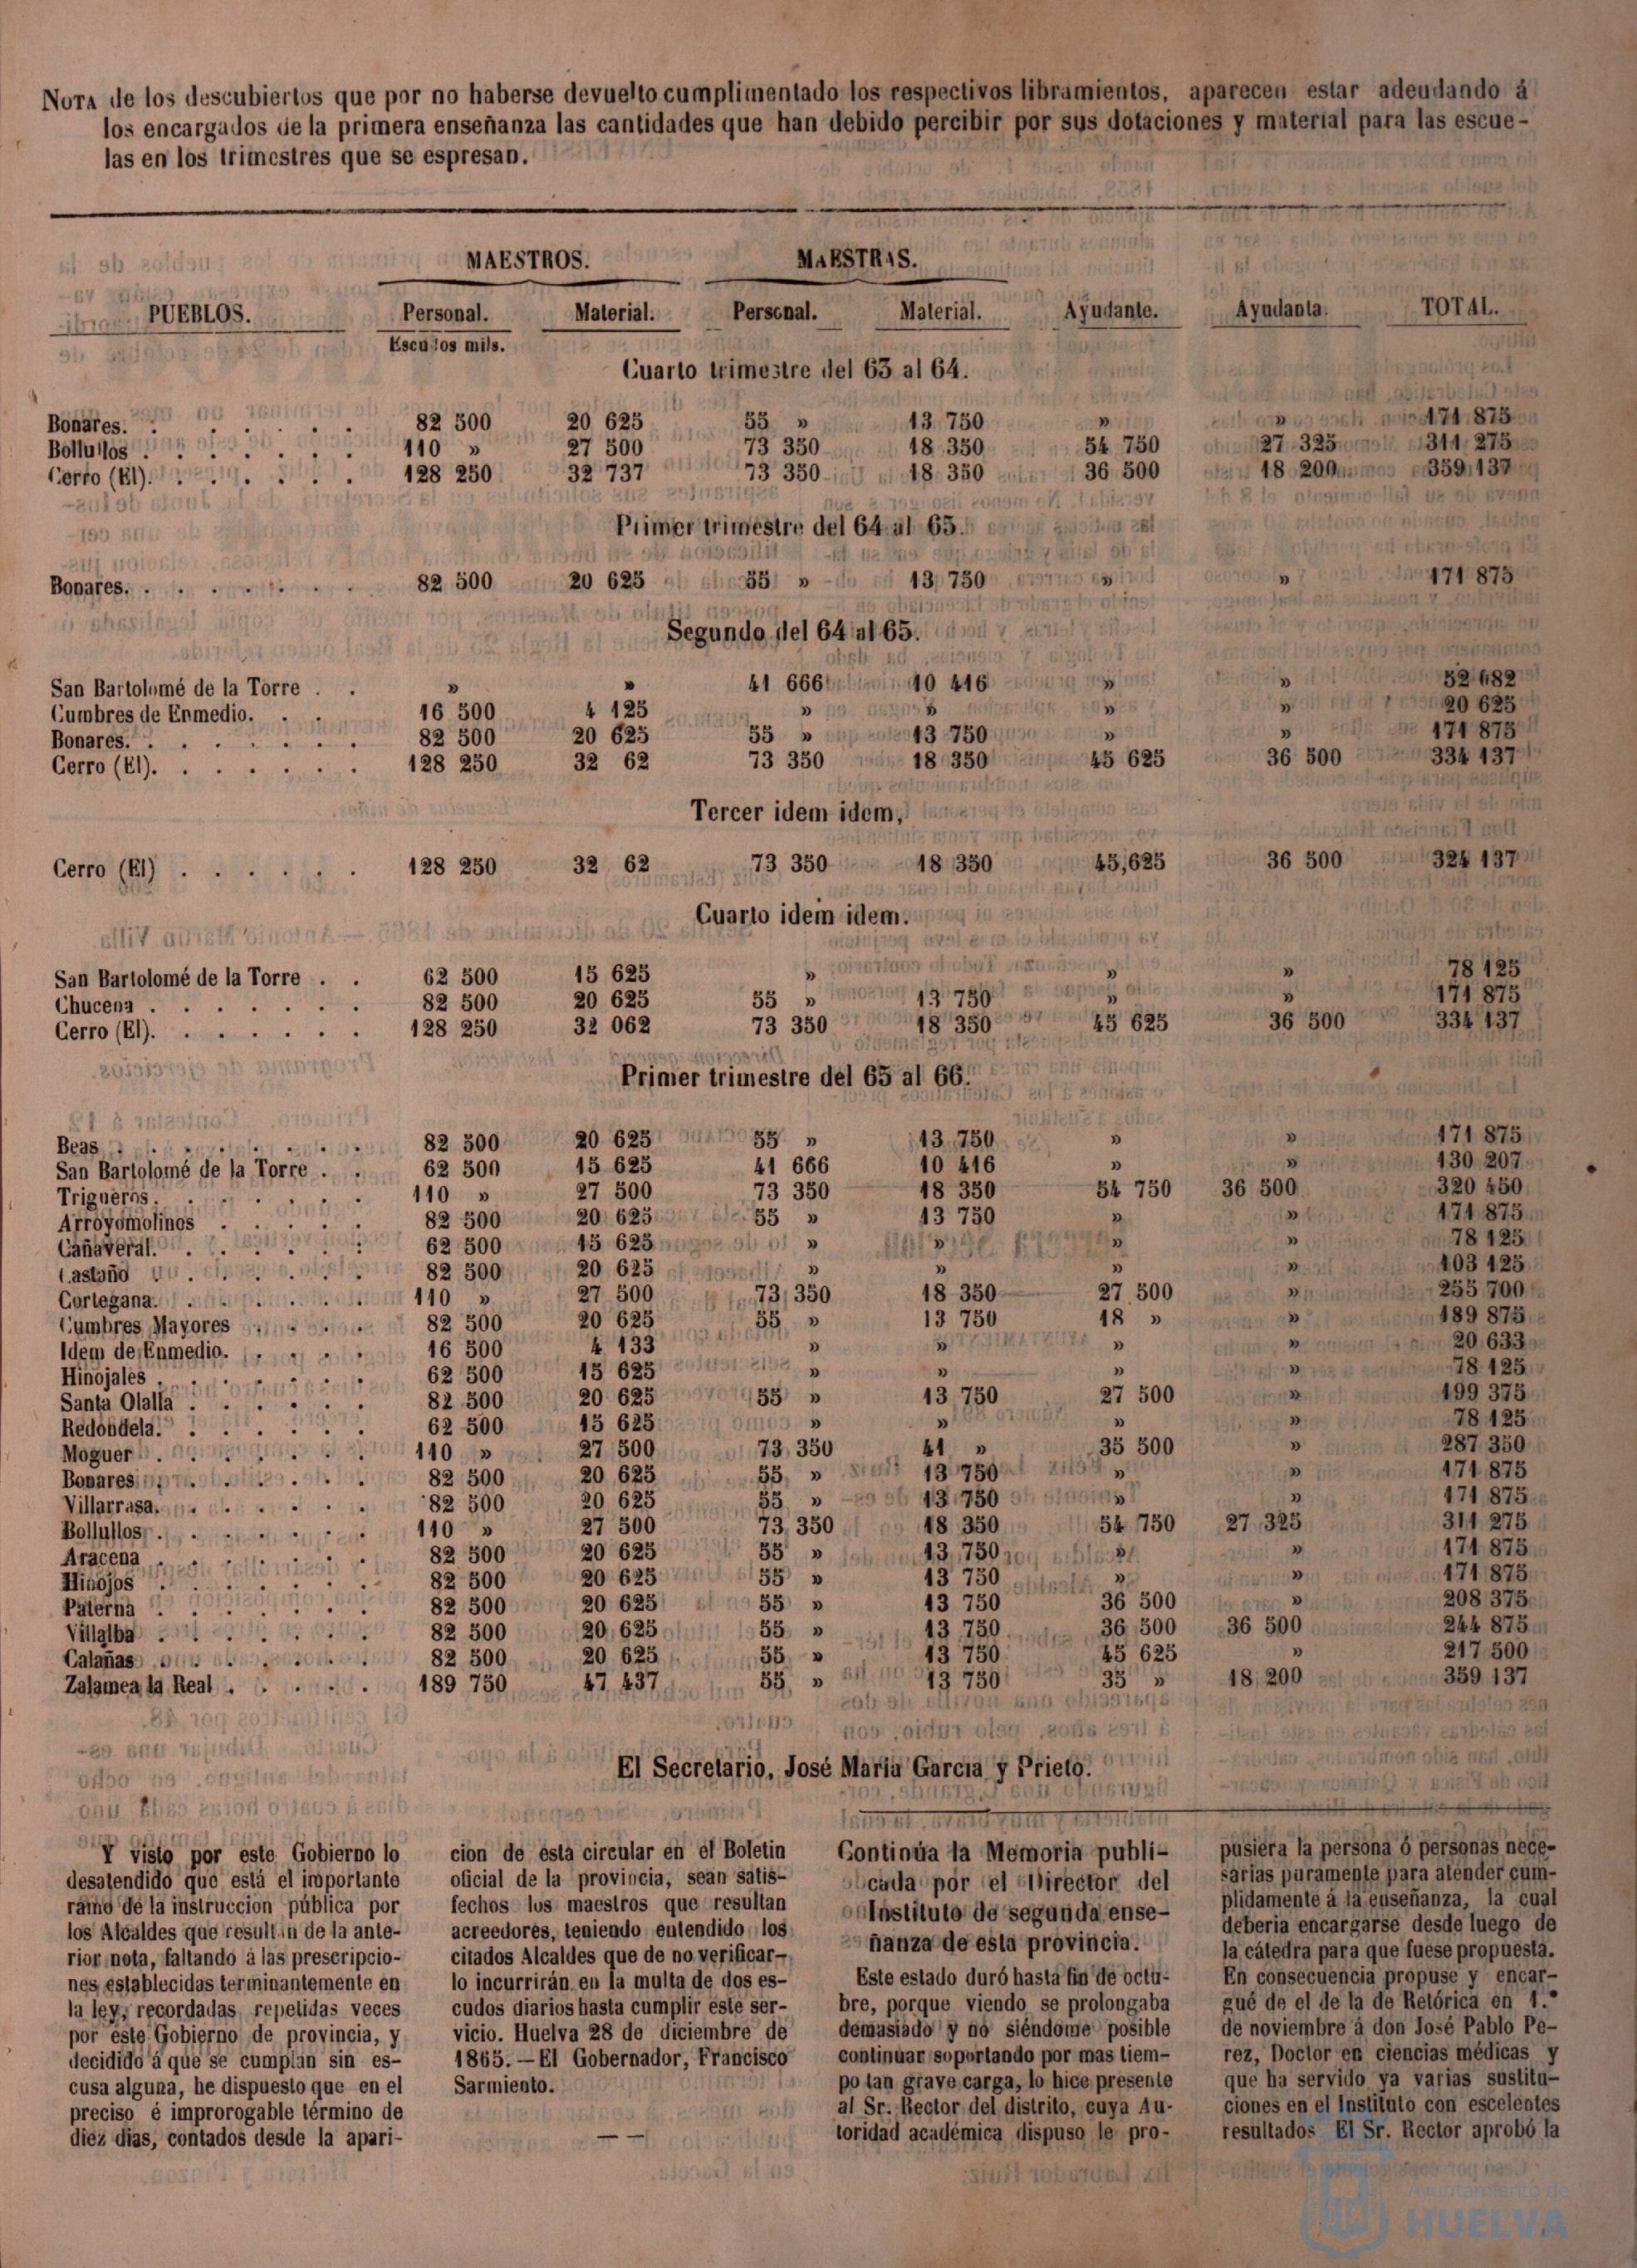 NOTA de los descubiertos que por no haberse devuelto cumplimentado los respectivos libramientos, aparecen estar adeudando á
los encargados de la primera enseñanza las cantidades que han debido percibir por sus dotaciones y material para las escue-
las en los trimestres que se espresan.
MAESTROS. MAESTRAS.
PUEBLOS. Personal. Material. Personal. Material. Ayudante. Ayudanta. TOTAL.
Escudos mils.
Cuarto trimestre del 63 al 64.
Bonares. . . . . . . 82 500 20 625 55 » 13 750 » » 171 875
Bollullos . . . . . . . 110 » 27 500 73 350 18 350 54 750 27 325 311 275
Cerro (El). . . . . . . 128 250 32 737 73 350 18 350 36 500 18 200 359 137
Primer trimestre del 64 al 65.
Bonares. . . . . . . . 82 500 20 625 55 » 13 750 » » 171 875
Segundo del 64 al 65.
San Bartolomé de la Torre . . » » 41 666 10 416 » » 52 082
Cumbres de Enmedio. . . 16 500 4 125 » » » » 20 625
Bonares. . . . . . . . 82 500 20 625 55 » 13 750 » » 171 875
Cerro (El). . . . . . . 128 250 32 62 73 350 18 350 45 625 36 500 334 137
Tercer idem idem,
Cerro (El) . . . . . . 128 250 32 62 73 350 18 350 45,625 36 500 324 137
Cuarto idem idem.
San Bartolomé de la Torre . . 62 500 15 625 » » » 78 125
Chucena . . . . . . . 82 500 20 625 55 » 13 750 » » 171 875
Cerro (El). . . . . . . 128 250 32 062 73 350 18 350 45 625 36 500 334 137
Primer trimestre del 65 al 66.
Beas . . . . . . . . 82 500 20 625 55 » 13 750 » » 171 875
San Bartolomé de la Torre . . 62 500 15 625 41 666 10 416 » » 130 207
Trigueros. . . . . . . 110 » 27 500 73 350 18 350 54 750 36 500 320 450
Arroyomolinos . . . . . 82 500 20 625 55 » 13 750 » » 171 875
Cañaveral. . . . . . . 62 500 15 625 » » » » 78 125
Castaño . . . . . . . 82 500 20 625 » » » » 103 125
Cortegana. . . . . . . 110 » 27 500 73 350 18 350 27 500 » 255 700
Cumbres Mayores . . . . 82 500 20 625 55 » 13 750 18 » » 189 875
Idem de Enmedio. . . . . 16 500 4 133 » » » » 20 633
Hinojales . . . . . . . 62 500 15 625 » » » » 78 125
Santa Olalla . . . . . . 82 500 20 625 55 » 13 750 27 500 » 199 375
Redondela. . . . . . . 62 500 15 625 » » » » 78 125
Moguer . . . . . . . 110 » 27 500 73 350 41 » 35 500 » 287 350
Bonares . . . . . . . 82 500 20 625 55 » 13 750 » » 171 875
Villarrasa. . . . . . . 82 500 20 625 55 » 13 750 » » 171 875
Bollullos . . . . . . . 110 » 27 500 73 350 18 350 54 750 27 325 311 275
Aracena . . . . . . . 82 500 20 625 55 » 13 750 » » 171 875
Hinojos . . . . . . . 82 500 20 625 55 » 13 750 » » 171 875
Paterna . . . . . . . 82 500 20 625 55 » 13 750 36 500 » 208 375
Villalba . . . . . . . 82 500 20 625 55 » 13 750 36 500 36 500 244 875
Calañas . . . . . . . 82 500 20 625 55 » 13 750 45 625 » 217 500
Zalamea la Real . . . . . 189 750 47 437 55 » 13 750 35 » 18 200 359 137
El Secretario, José Maria Garcia y Prieto.
Y visto por este Gobierno lo
desatendido que está el importante
ramo de la instruccion pública por
los Alcaldes que resultan de la ante-
rior nota, faltando á las prescripcio-
nes establecidas terminantemente en
la ley, recordadas repetidas veces
por este Gobierno de provincia, y
decidido á que se cumplan sin es-
cusa alguna, he dispuesto que en el
preciso é improrogable término de
diez dias, contados desde la apari-
cion de esta circular en el Boletin
oficial de la provincia, sean satis-
fechos los maestros que resultan
acreedores, teniendo entendido los
citados Alcaldes que de no verificar-
lo incurrirán en la multa de dos es-
cudos diarios hasta cumplir este ser-
vicio. Huelva 28 de diciembre de
1865.—El Gobernador, Francisco
Sarmiento.
Continúa la Memoria publi-
cada por el Director del
Instituto de segunda ense-
ñanza de esta provincia.
Este estado duró hasta fin de octu-
bre, porque viendo se prolongaba
demasiado y no siéndome posible
continuar soportando por mas tiem-
po tan grave carga, lo hice presente
al Sr. Rector del distrito, cuya Au-
toridad académica dispuso le pro-
pusiera la persona ó personas nece-
sarias puramente para atender cum-
plidamente á la enseñanza, la cual
deberia encargarse desde luego de
la cátedra para que fuese propuesta.
En consecuencia propuse y encar-
gué de el de la de Retórica en 1.º
de noviembre á don José Pablo Pe-
rez, Doctor en ciencias médicas y
que ha servido ya varias sustitu-
ciones en el Instituto con escelentes
resultados El Sr. Rector aprobó la
Ayuntamiento de
HUELVA